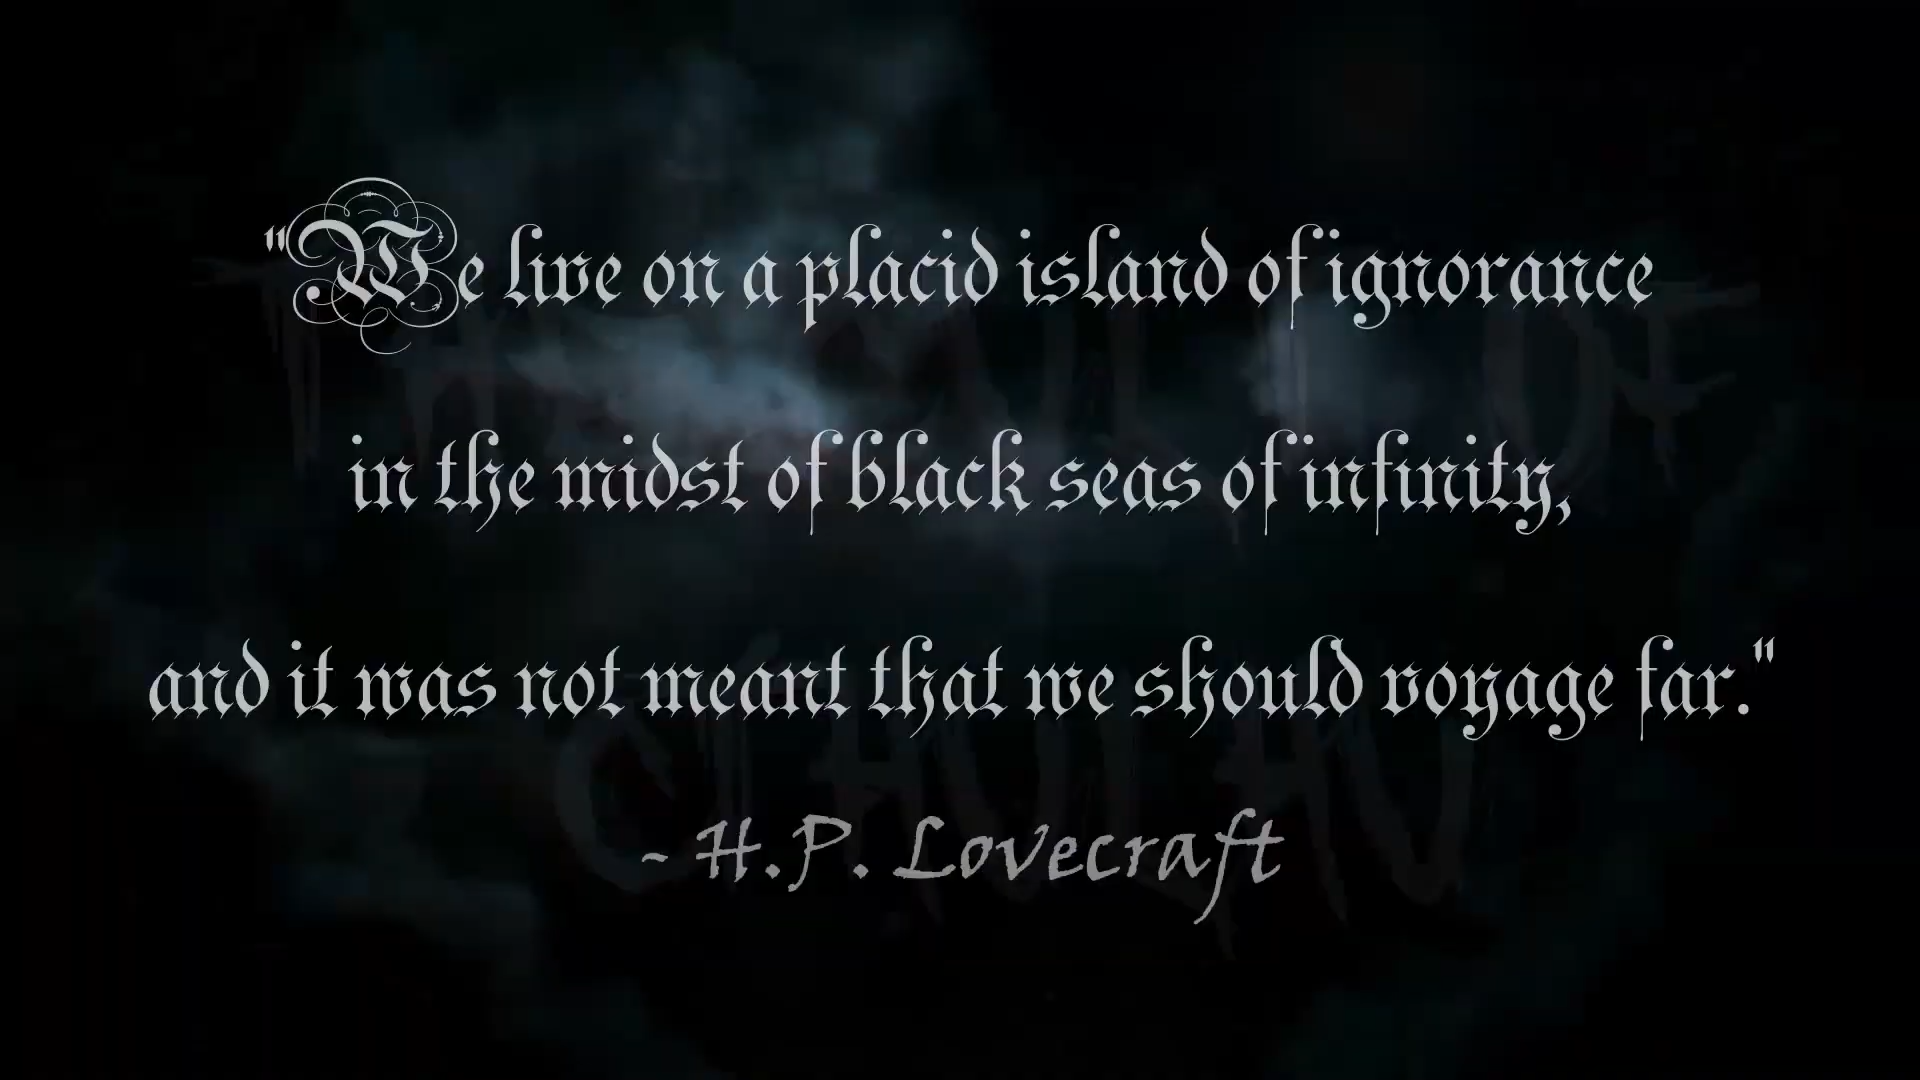 "We live on a placid island of ignorance
in the midst of black seas of infinity,
and it was not meant that we should voyage far."
~ H.P. Lovecraft